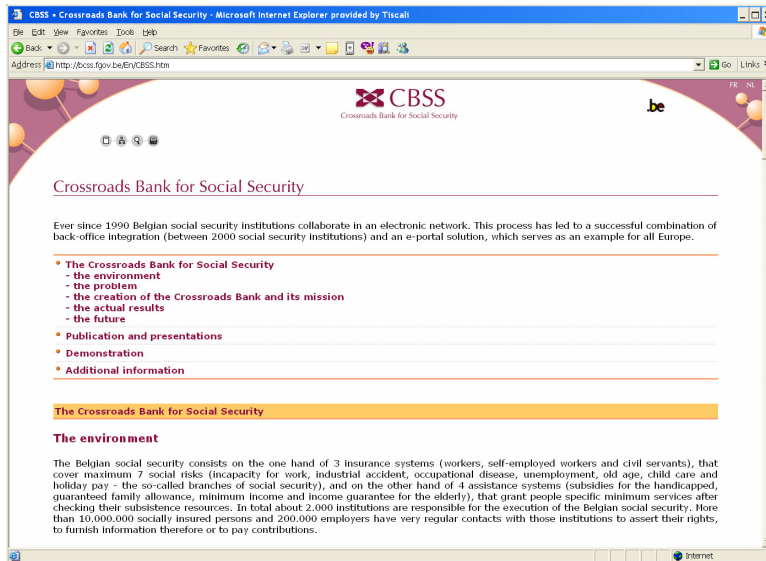 CBSS • Crossroads Bank for Social Security - Microsoft Internet Explorer provided by Tiscali
File Edit View Favorites Tools Help
Back Search Favorites
Address http://bcss.fgov.be/En/CBSS.htm Go Links
FR NL
CBSS
Crossroads Bank for Social Security
.be
Crossroads Bank for Social Security
Ever since 1990 Belgian social security institutions collaborate in an electronic network. This process has led to a successful combination of
back-office integration (between 2000 social security institutions) and an e-portal solution, which serves as an example for all Europe.
• The Crossroads Bank for Social Security
- the environment
- the problem
- the creation of the Crossroads Bank and its mission
- the actual results
- the future
• Publication and presentations
• Demonstration
• Additional information
The Crossroads Bank for Social Security
The environment
The Belgian social security consists on the one hand of 3 insurance systems (workers, self-employed workers and civil servants), that
cover maximum 7 social risks (incapacity for work, industrial accident, occupational disease, unemployment, old age, child care and
holiday pay - the so-called branches of social security), and on the other hand of 4 assistance systems (subsidies for the handicapped,
guaranteed family allowance, minimum income and income guarantee for the elderly), that grant people specific minimum services after
checking their subsistence resources. In total about 2.000 institutions are responsible for the execution of the Belgian social security. More
than 10.000.000 socially insured persons and 200.000 employers have very regular contacts with those institutions to assert their rights,
to furnish information therefore or to pay contributions.
Internet